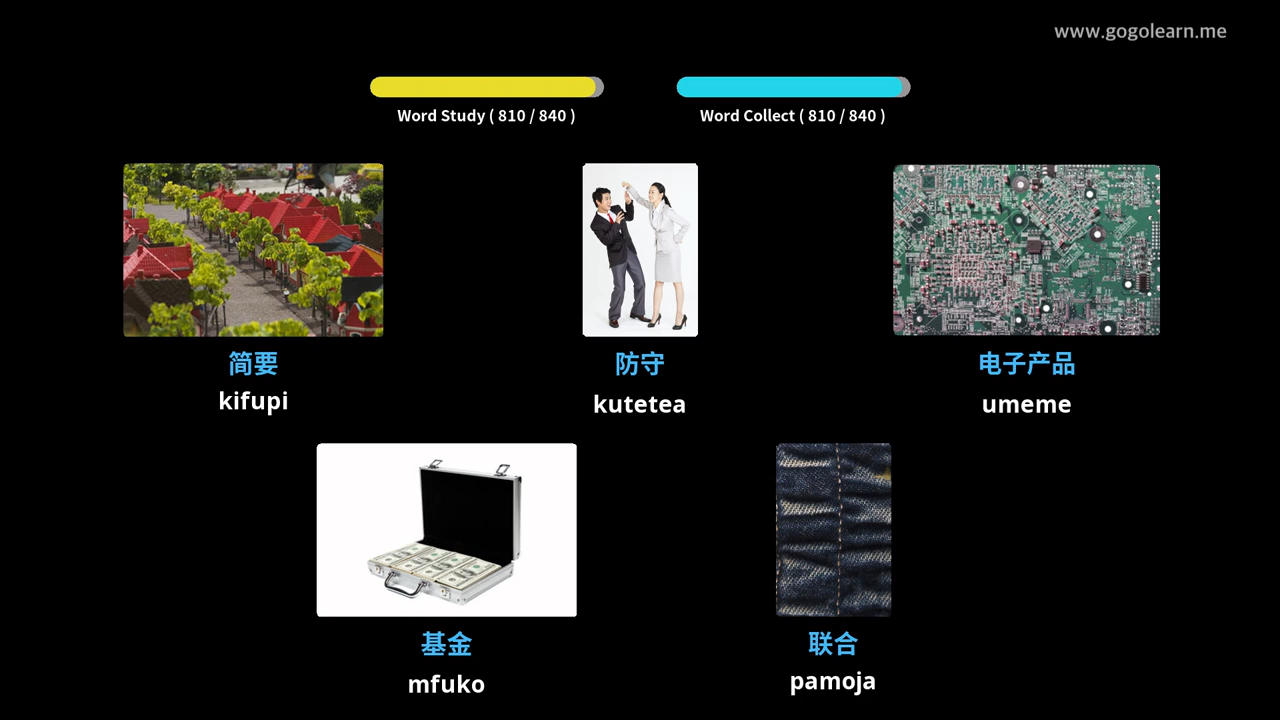 www.gogolearn.me
Word Study ( 810 / 840 )
Word Collect ( 810 / 840 )
简要
kifupi
防守
kutetea
电子产品
umeme
基金
mfuko
联合
pamoja